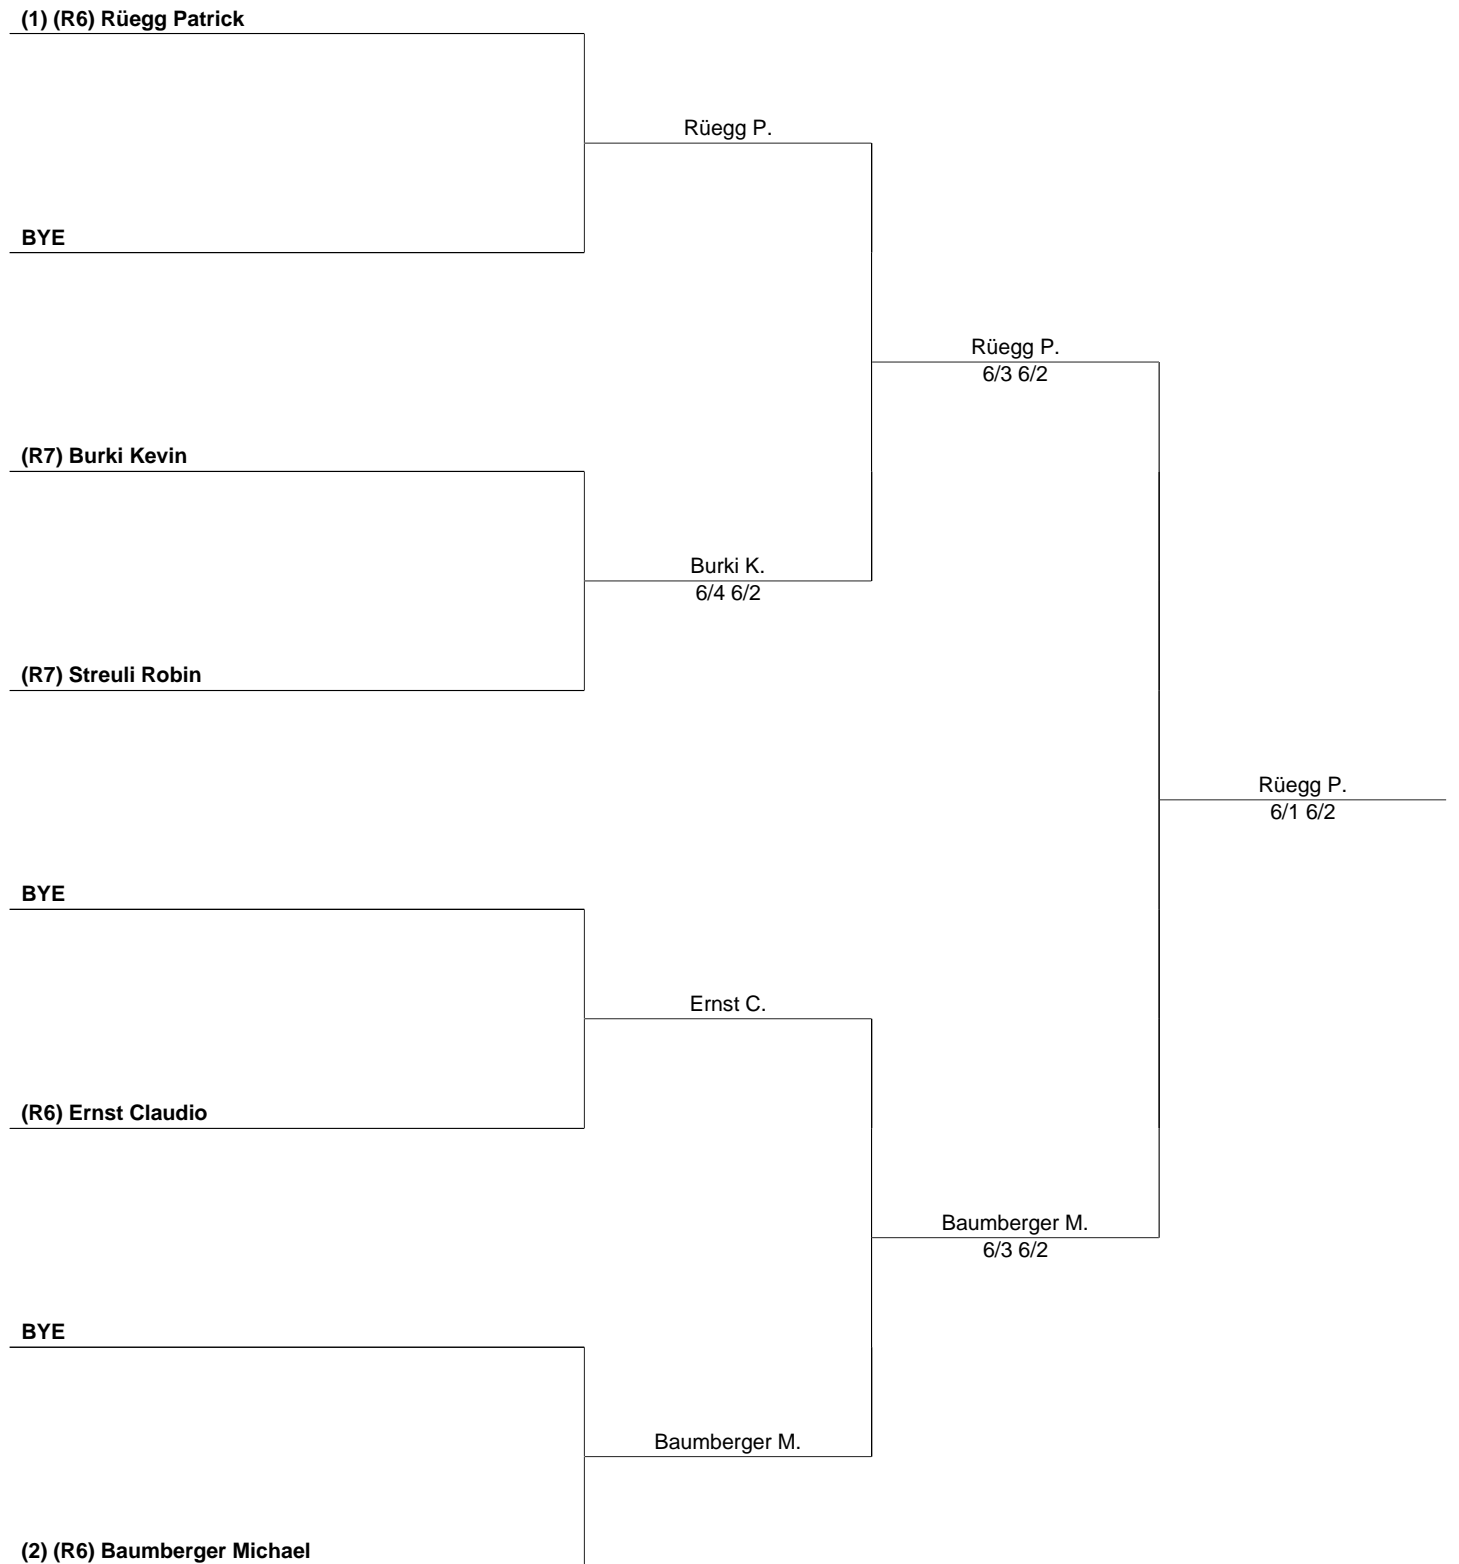 (1) (R6) Rüegg Patrick
Rüegg P.
BYE
Rüegg P.
6/3 6/2
(R7) Burki Kevin
Burki K.
6/4 6/2
(R7) Streuli Robin
Rüegg P.
6/1 6/2
BYE
Ernst C.
(R6) Ernst Claudio
Baumberger M.
6/3 6/2
BYE
Baumberger M.
(2) (R6) Baumberger Michael